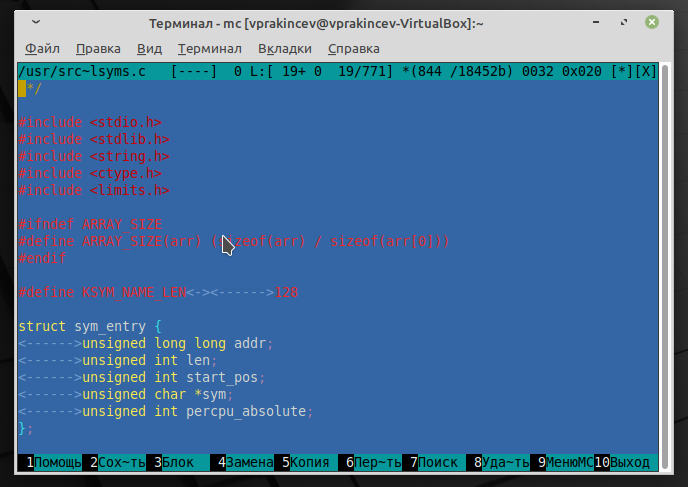 Терминал - mc [vprakincev@vprakincev-VirtualBox]:~
Файл Правка Вид Терминал Вкладки Справка
/usr/src~lsyms.c   [----]  0 L:[ 19+ 0  19/771] *(844 /18452b) 0032 0x020 [*][X]
*/
#include <stdio.h>
#include <stdlib.h>
#include <string.h>
#include <ctype.h>
#include <limits.h>
#ifndef ARRAY_SIZE
#define ARRAY_SIZE(arr) (sizeof(arr) / sizeof(arr[0]))
#endif
#define KSYM_NAME_LEN<-><------>128
struct sym_entry {
<------>unsigned long long addr;
<------>unsigned int len;
<------>unsigned int start_pos;
<------>unsigned char *sym;
<------>unsigned int percpu_absolute;
};
1Помощь 2Сох~ть 3Блок 4Замена 5Копия 6Пер~ть 7Поиск 8Уда~ть 9МенюMC 10Выход